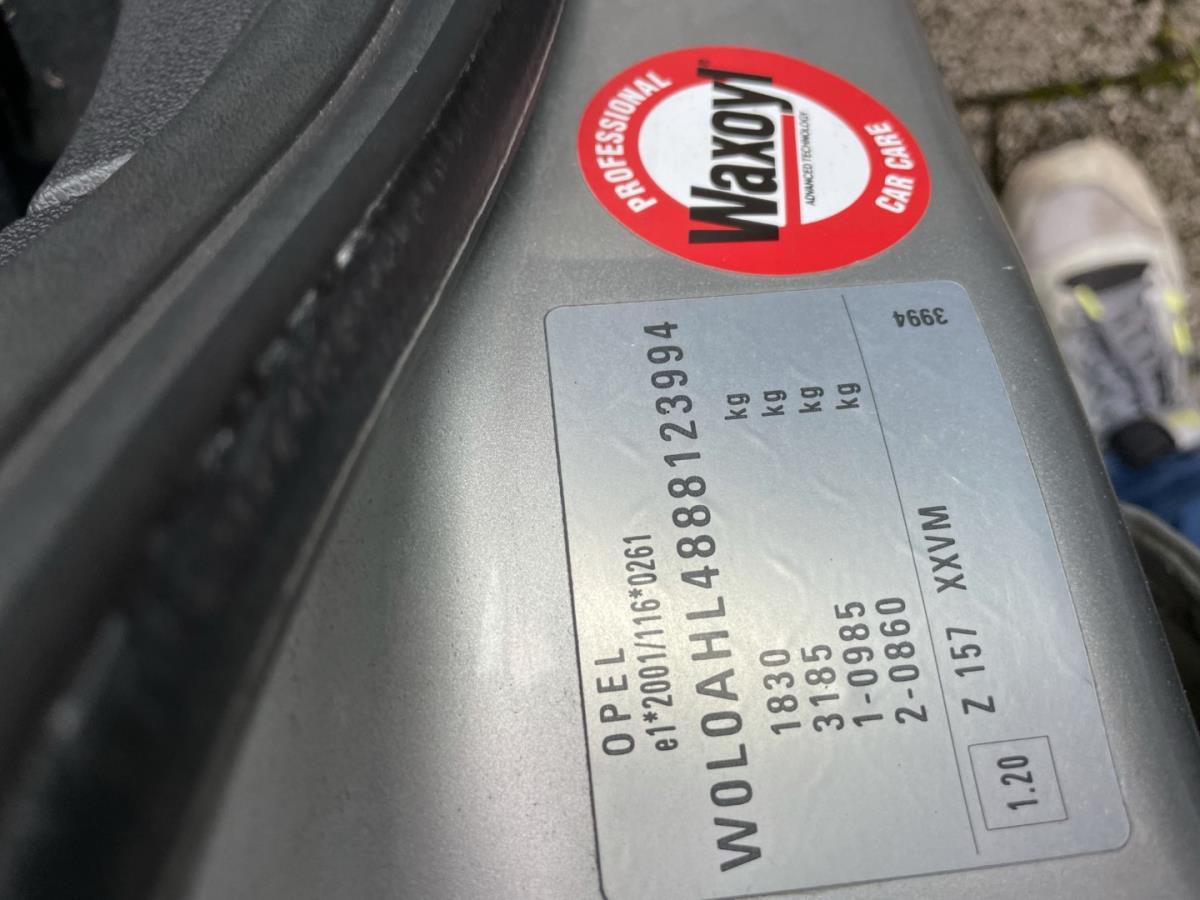 PROFESSIONAL
Waxoyl®
ADVANCED TECHNOLOGY
CAR CARE
OPEL
e1*2001/116*0261
WOLOAHL4888123994
1830 kg
3185 kg
1-0985 kg
2-0860 kg
Z 157 XXVM
1.20
3994